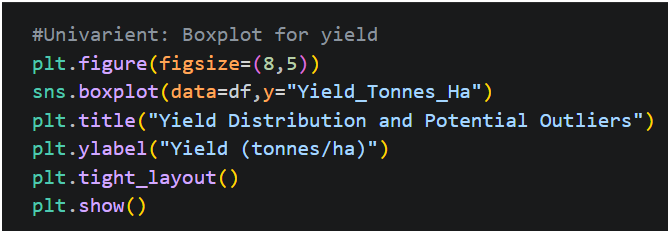 #Univarient: Boxplot for yield
plt.figure(figsize=(8,5))
sns.boxplot(data=df,y="Yield_Tonnes_Ha")
plt.title("Yield Distribution and Potential Outliers")
plt.ylabel("Yield (tonnes/ha)")
plt.tight_layout()
plt.show()